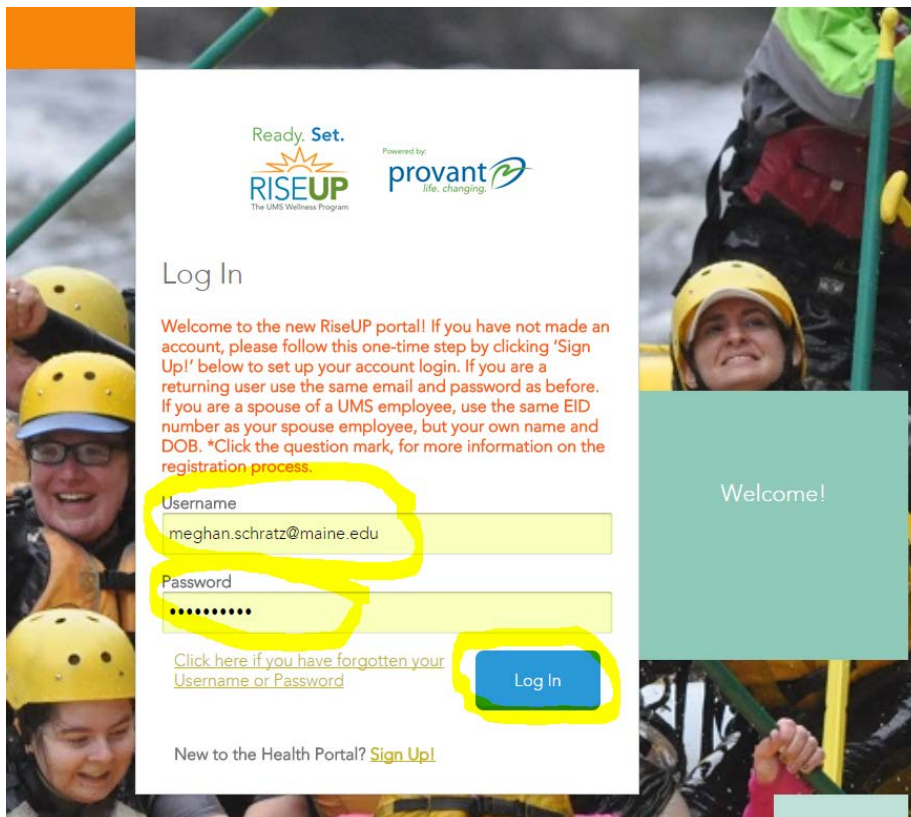 Ready. Set.
RISEUP
The UMS Wellness Program
Powered by:
provant
life. changing.
Log In
Welcome to the new RiseUP portal! If you have not made an
account, please follow this one-time step by clicking ‘Sign
Up!’ below to set up your account login. If you are a
returning user use the same email and password as before.
If you are a spouse of a UMS employee, use the same EID
number as your spouse employee, but your own name and
DOB. *Click the question mark, for more information on the
registration process.
Username
meghan.schratz@maine.edu
Password
••••••••••
Click here if you have forgotten your
Username or Password
Log In
New to the Health Portal? Sign Up!
Welcome!